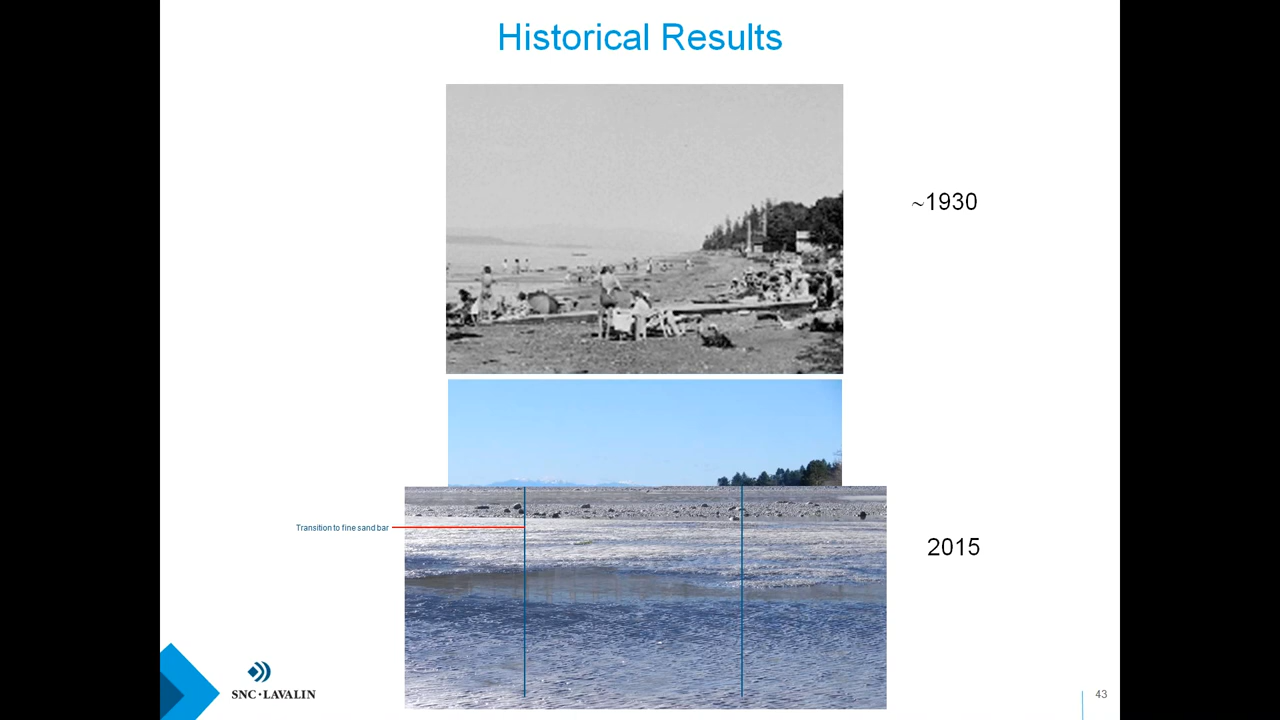 Historical Results
~1930
Transition to fine sand bar
2015
SNC·LAVALIN
43